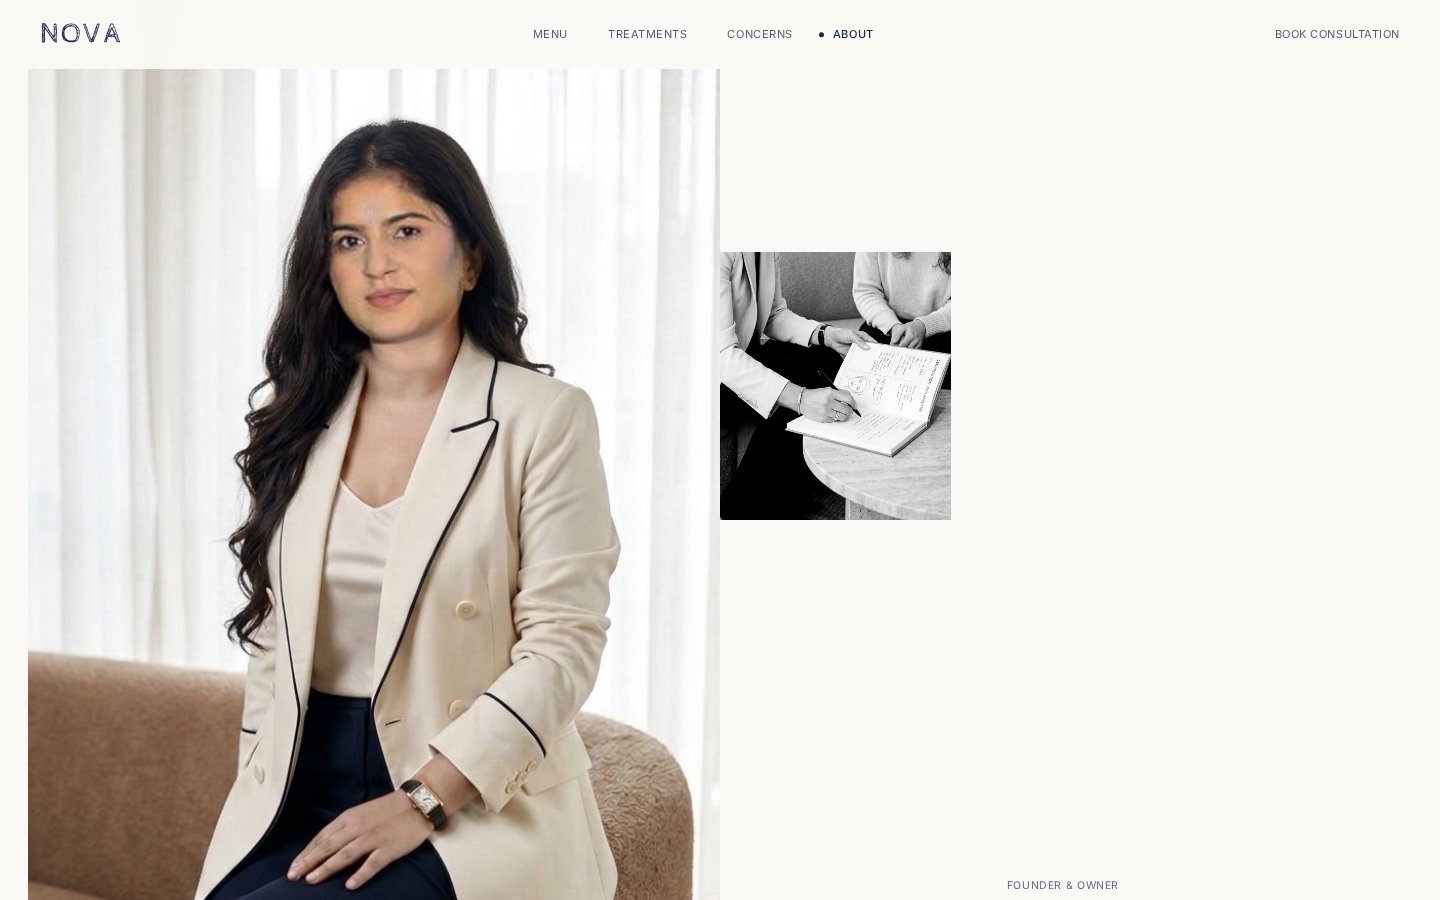 NOVA
MENU
TREATMENTS
CONCERNS
ABOUT
BOOK CONSULTATION
FOUNDER & OWNER